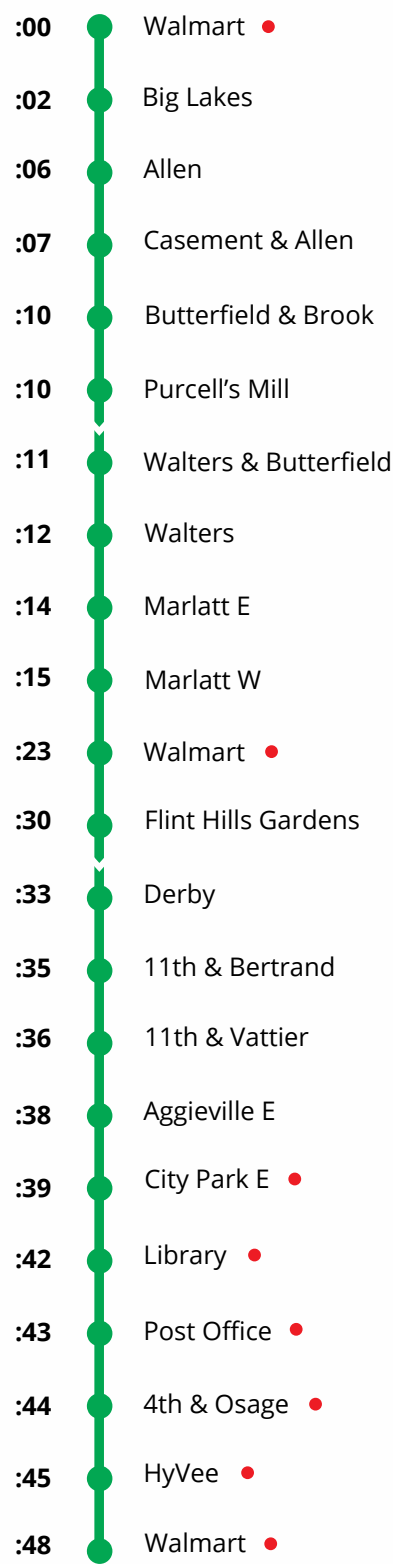 :00 Walmart
:02 Big Lakes
:06 Allen
:07 Casement & Allen
:10 Butterfield & Brook
:10 Purcell’s Mill
:11 Walters & Butterfield
:12 Walters
:14 Marlatt E
:15 Marlatt W
:23 Walmart
:30 Flint Hills Gardens
:33 Derby
:35 11th & Bertrand
:36 11th & Vattier
:38 Aggieville E
:39 City Park E
:42 Library
:43 Post Office
:44 4th & Osage
:45 HyVee
:48 Walmart